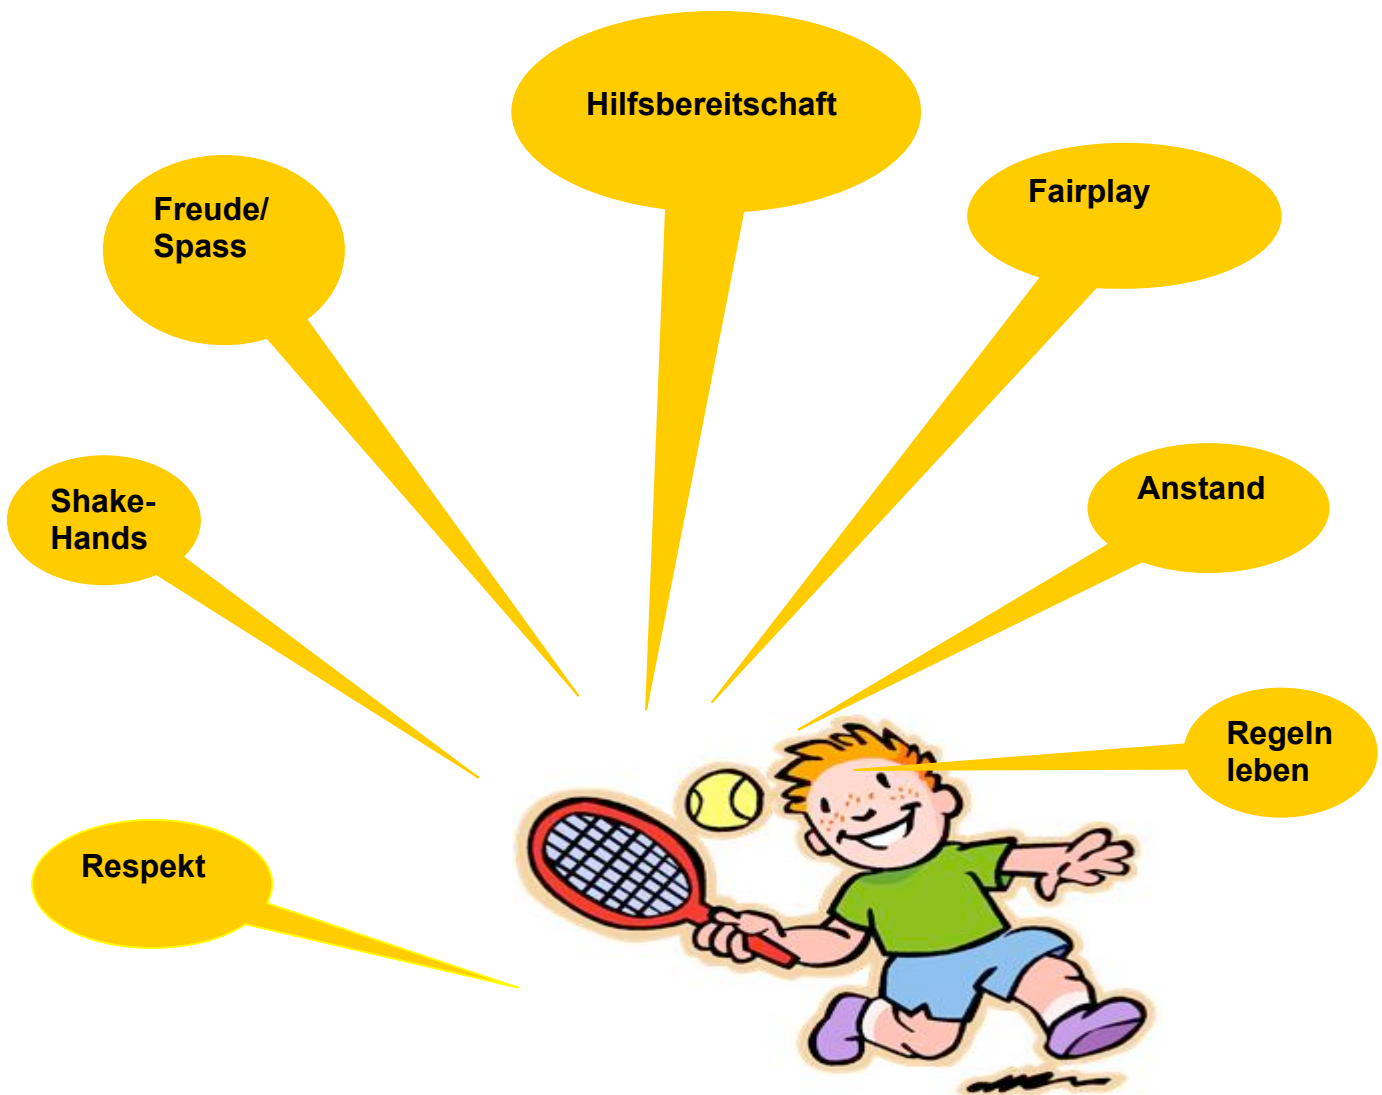 Hilfsbereitschaft
Fairplay
Freude/
Spass
Anstand
Shake-
Hands
Regeln
leben
Respekt